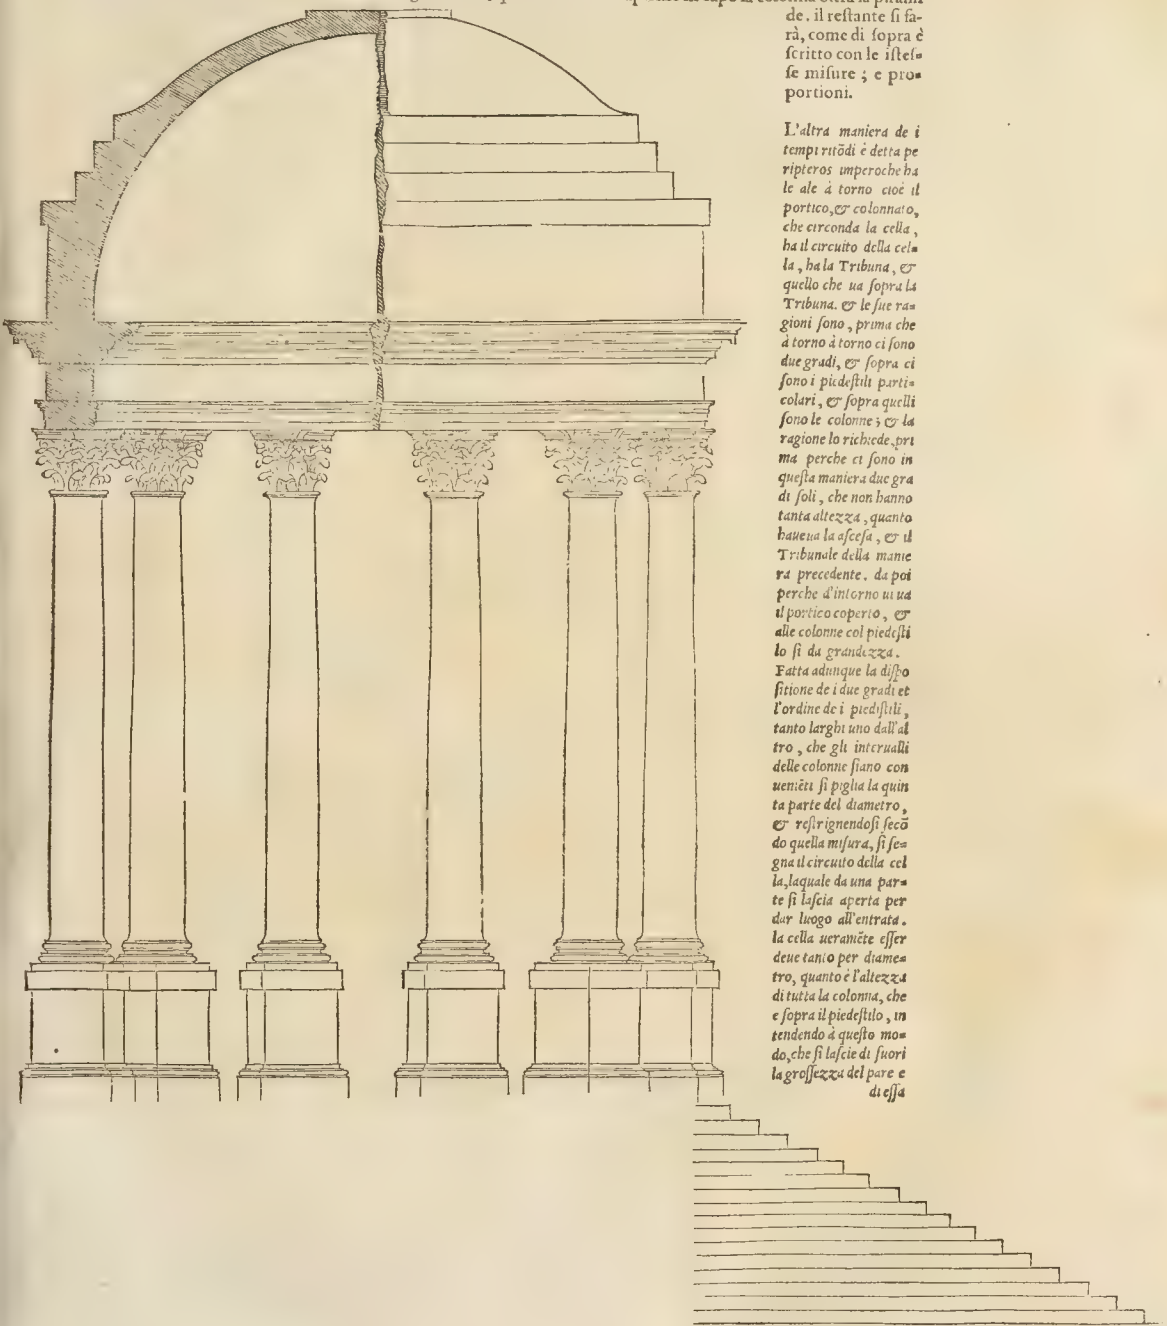 de. il reſtante ſi fa-
rà, come di ſopra è
ſcritto con le iſteſ-
ſe miſure ; e pro-
portioni.
L'altra maniera de i
tempi ritõdi è detta pe
ripteros imperoche ha
le ale à torno cioè il
portico, & colonnato,
che circonda la cella,
ha il circuito della cel-
la, ha la Tribuna, &
quello che ua ſopra la
Tribuna. & le ſue ra-
gioni ſono, prima che
à torno à torno ci ſono
due gradi, & ſopra ci
ſono i piedeſtili parti-
colari, & ſopra quelli
ſono le colonne; & la
ragione lo richiede, pri
ma perche ci ſono in
queſta maniera due gra
di ſoli, che non hanno
tanta altezza, quanto
haueua la aſceſa, & il
Tribunale della manie
ra precedente. da poi
perche d'intorno ui ua
il portico coperto, &
alle colonne col piedeſti
lo ſi da grandezza.
Fatta adunque la diſpo
ſitione de i due gradi et
l'ordine de i piediſtili,
tanto larghi uno dall'al
tro, che gli interualli
delle colonne ſiano con
ueniẽti ſi piglia la quin
ta parte del diametro,
& reſtrignendoſi ſecõ
do quella miſura, ſi ſe-
gna il circuito della cel
la, laquale da una par-
te ſi laſcia aperta per
dar luogo all'entrata.
la cella ueramẽte eſſer
deue tanto per diame-
tro, quanto è l'altezza
di tutta la colonna, che
e ſopra il piedeſtilo, in
tendendo à queſto mo-
do, che ſi laſcie di fuori
la groſſezza del pare e
di eſſa